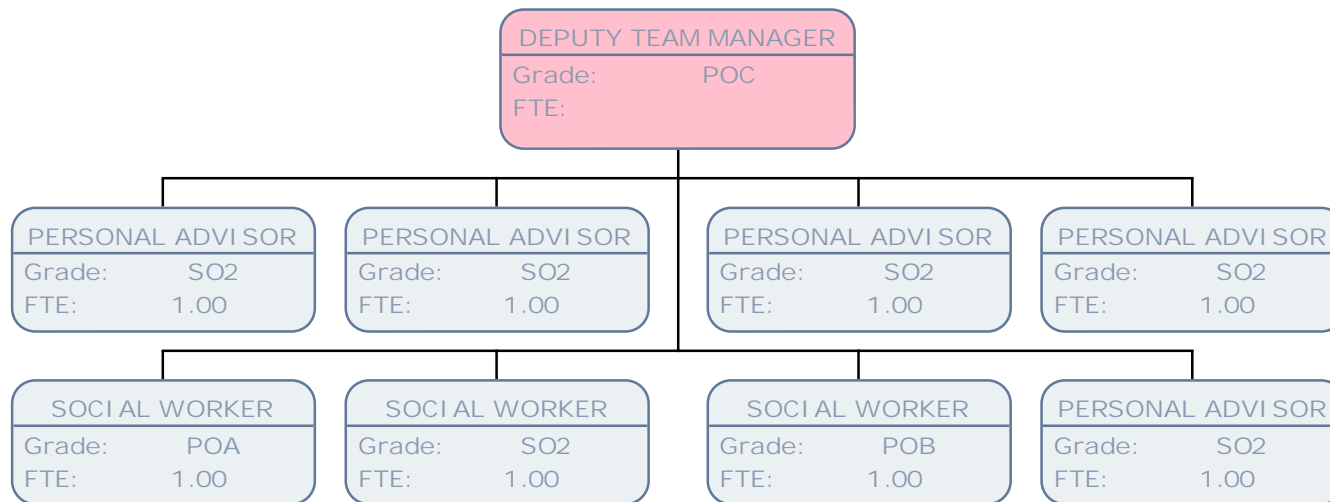 DEPUTY TEAM MANAGER
Grade: POC
FTE:
PERSONAL ADVISOR
Grade: SO2
FTE: 1.00
PERSONAL ADVISOR
Grade: SO2
FTE: 1.00
PERSONAL ADVISOR
Grade: SO2
FTE: 1.00
PERSONAL ADVISOR
Grade: SO2
FTE: 1.00
SOCIAL WORKER
Grade: POA
FTE: 1.00
SOCIAL WORKER
Grade: SO2
FTE: 1.00
SOCIAL WORKER
Grade: POB
FTE: 1.00
PERSONAL ADVISOR
Grade: SO2
FTE: 1.00